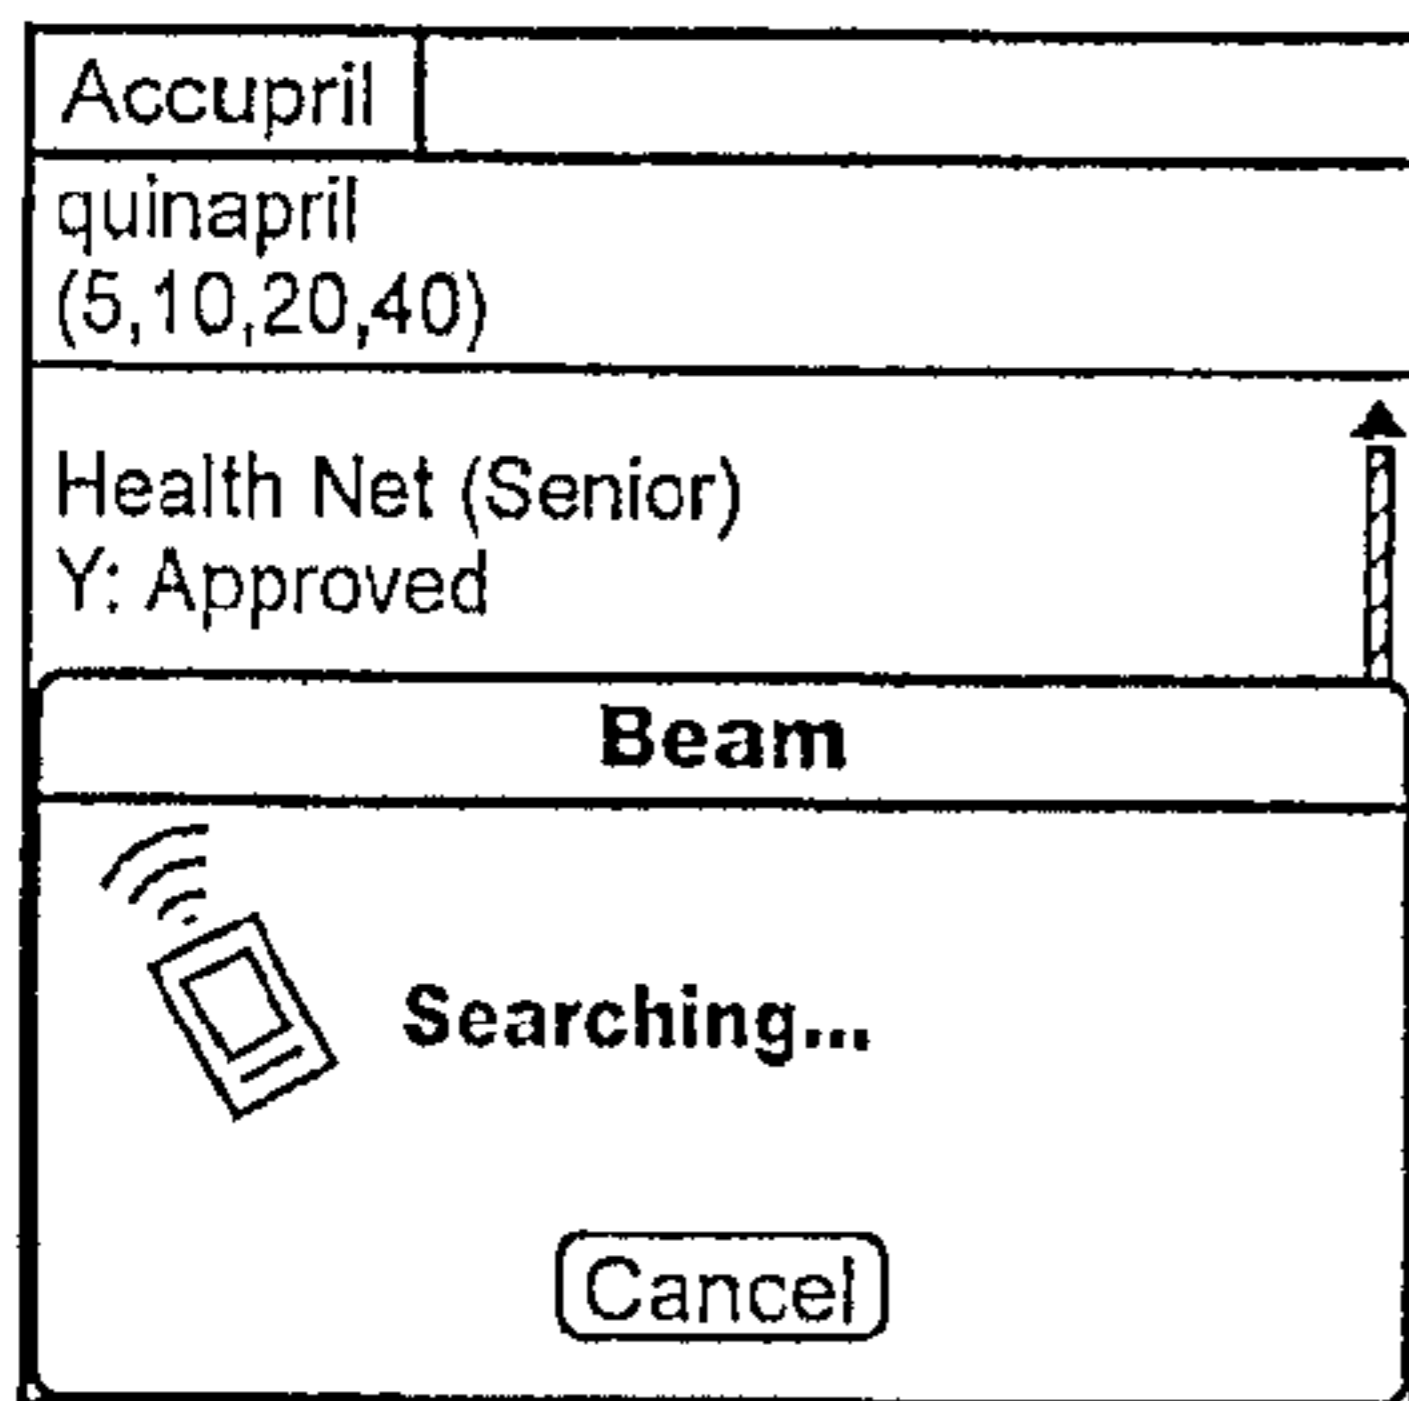 Accupril
quinapril
(5,10,20,40)
Health Net (Senior)
Y: Approved
Beam
Searching...
Cancel